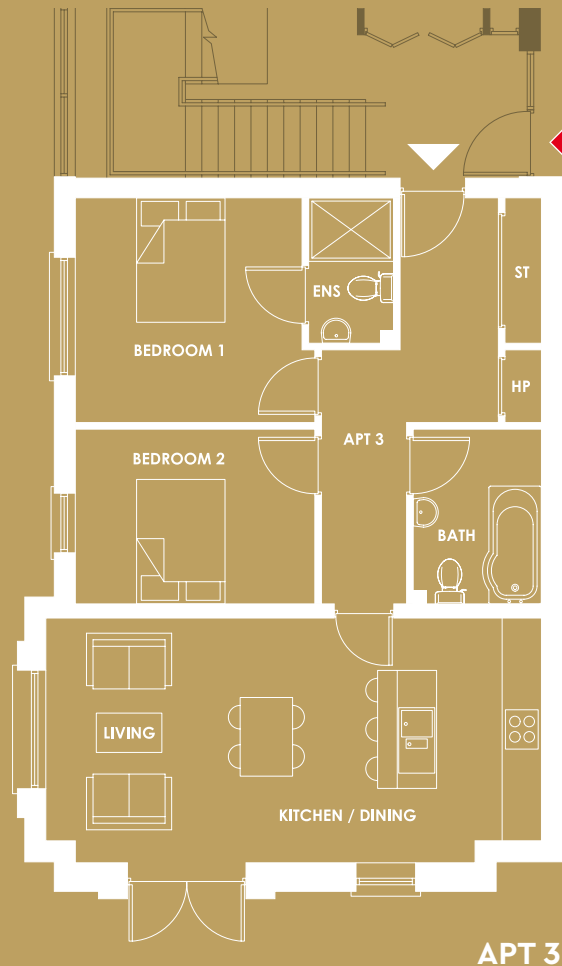 ENS
ST
BEDROOM 1
HP
APT 3
BEDROOM 2
BATH
LIVING
KITCHEN / DINING
APT 3